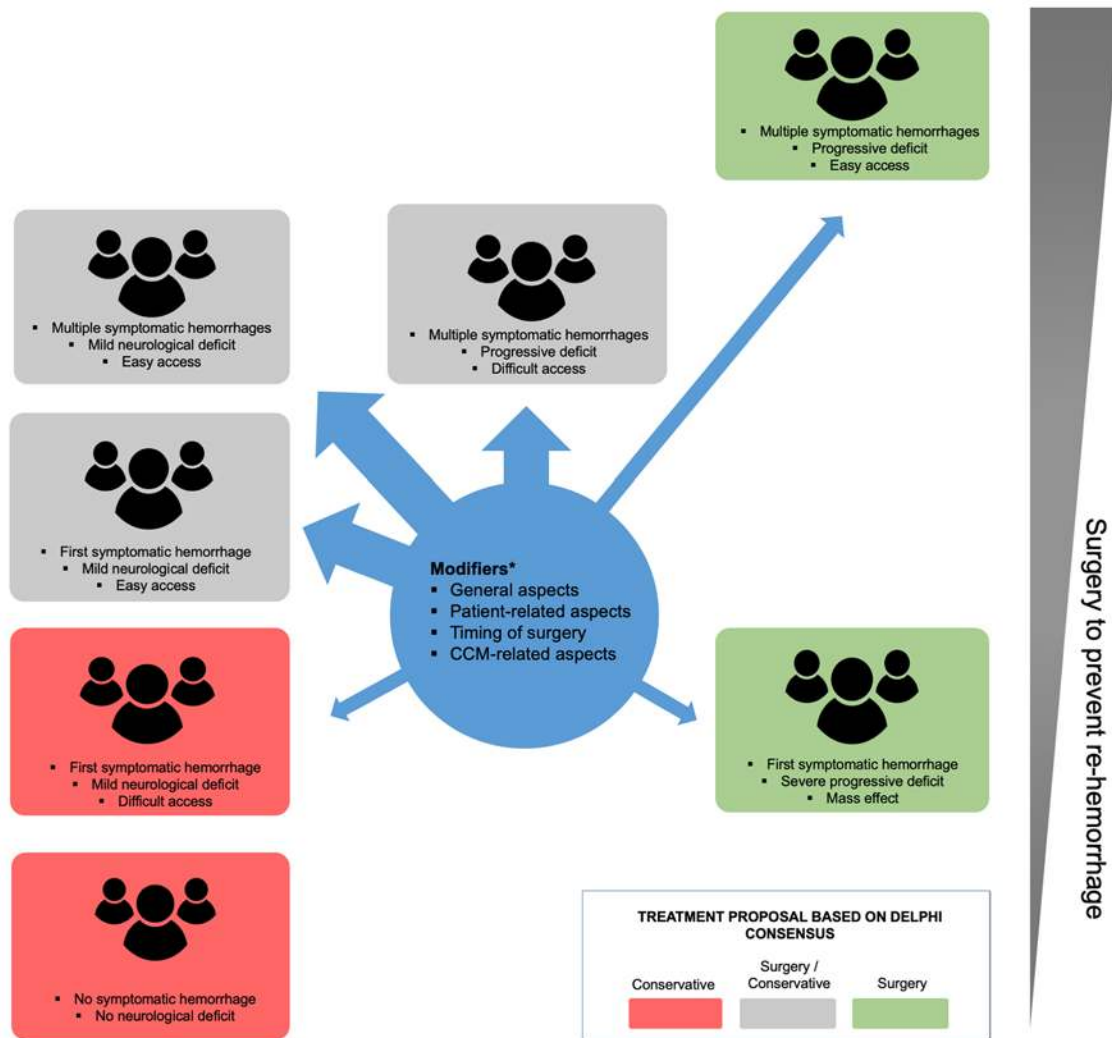 ▪ Multiple symptomatic hemorrhages
▪ Progressive deficit
▪ Easy access
▪ Multiple symptomatic hemorrhages
▪ Mild neurological deficit
▪ Easy access
▪ Multiple symptomatic hemorrhages
▪ Progressive deficit
▪ Difficult access
▪ First symptomatic hemorrhage
▪ Mild neurological deficit
▪ Easy access
Modifiers*
▪ General aspects
▪ Patient-related aspects
▪ Timing of surgery
▪ CCM-related aspects
▪ First symptomatic hemorrhage
▪ Mild neurological deficit
▪ Difficult access
▪ First symptomatic hemorrhage
▪ Severe progressive deficit
▪ Mass effect
▪ No symptomatic hemorrhage
▪ No neurological deficit
TREATMENT PROPOSAL BASED ON DELPHI
CONSENSUS
Conservative
Surgery /
Conservative
Surgery
Surgery to prevent re-hemorrhage